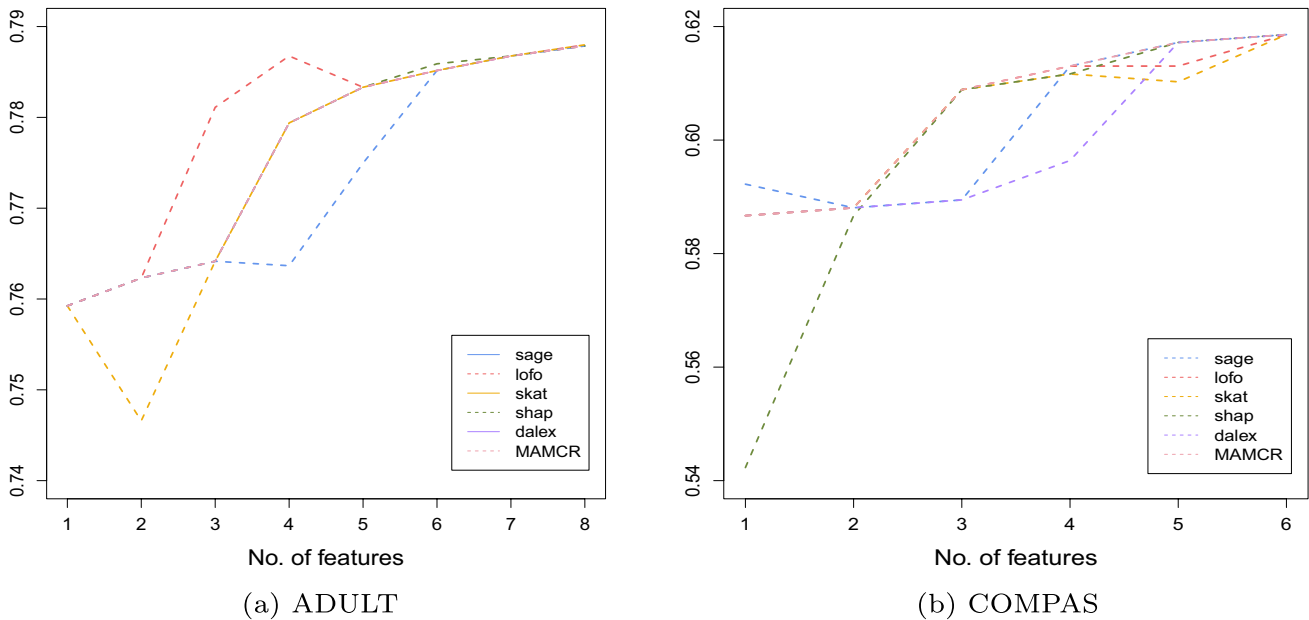 0.79
0.78
0.77
0.76
0.75
0.74
sage
lofo
skat
shap
dalex
MAMCR
1 2 3 4 5 6 7 8
No. of features
(a) ADULT
0.62
0.60
0.58
0.56
0.54
sage
lofo
skat
shap
dalex
MAMCR
1 2 3 4 5 6
No. of features
(b) COMPAS